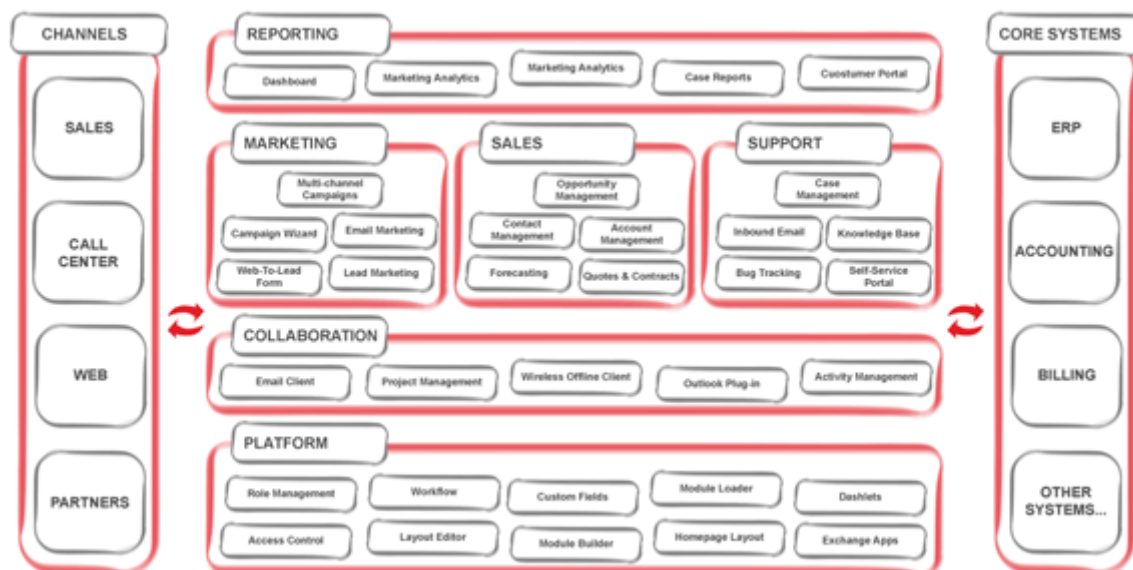 CHANNELS
SALES
CALL
CENTER
WEB
PARTNERS
REPORTING
Dashboard
Marketing Analytics
Marketing Analytics
Case Reports
Cuostumer Portal
MARKETING
Multi-channel
Campaigns
Campaign Wizard
Email Marketing
Web-To-Lead
Form
Lead Marketing
SALES
Opportunity
Management
Contact
Management
Account
Management
Forecasting
Quotes & Contracts
SUPPORT
Case
Management
Inbound Email
Knowledge Base
Bug Tracking
Self-Service
Portal
COLLABORATION
Email Client
Project Management
Wireless Offline Client
Outlook Plug-in
Activity Management
PLATFORM
Role Management
Workflow
Custom Fields
Module Loader
Dashlets
Access Control
Layout Editor
Module Builder
Homepage Layout
Exchange Apps
CORE SYSTEMS
ERP
ACCOUNTING
BILLING
OTHER
SYSTEMS...